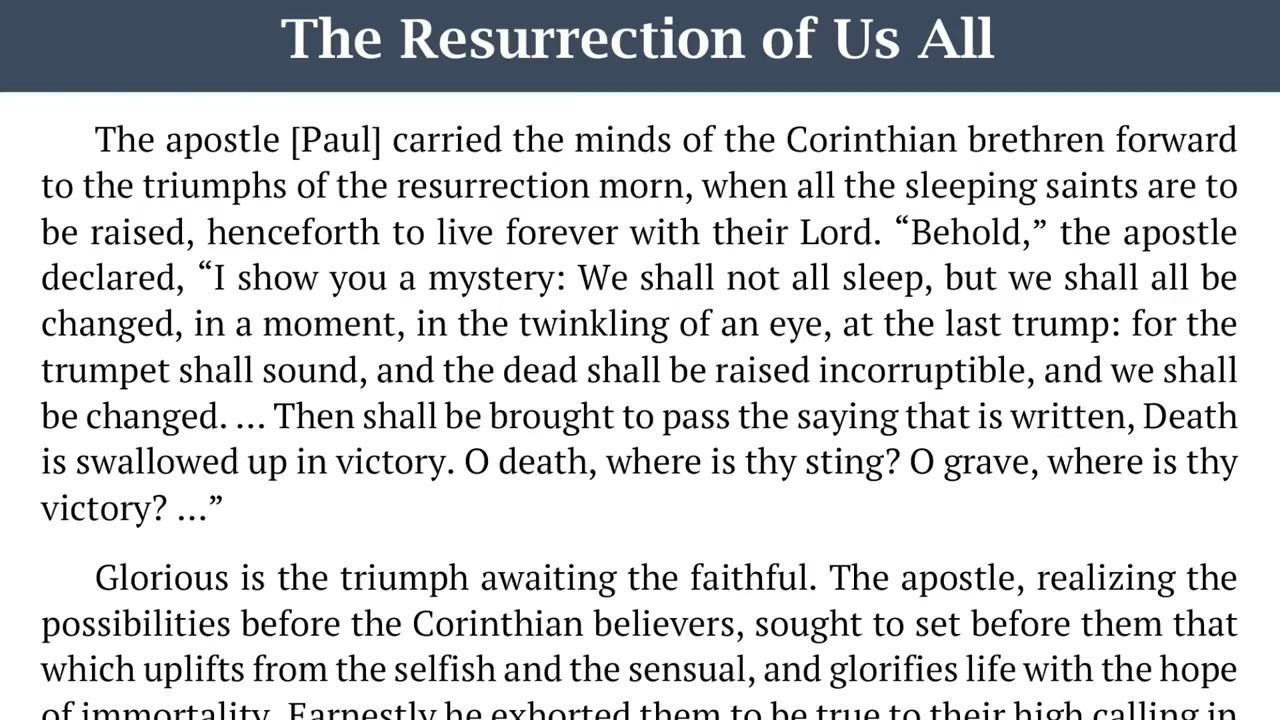 The Resurrection of Us All
The apostle [Paul] carried the minds of the Corinthian brethren forward
to the triumphs of the resurrection morn, when all the sleeping saints are to
be raised, henceforth to live forever with their Lord. “Behold,” the apostle
declared, “I show you a mystery: We shall not all sleep, but we shall all be
changed, in a moment, in the twinkling of an eye, at the last trump: for the
trumpet shall sound, and the dead shall be raised incorruptible, and we shall
be changed. … Then shall be brought to pass the saying that is written, Death
is swallowed up in victory. O death, where is thy sting? O grave, where is thy
victory? …”
Glorious is the triumph awaiting the faithful. The apostle, realizing the
possibilities before the Corinthian believers, sought to set before them that
which uplifts from the selfish and the sensual, and glorifies life with the hope
of immortality. Earnestly he exhorted them to be true to their high calling in